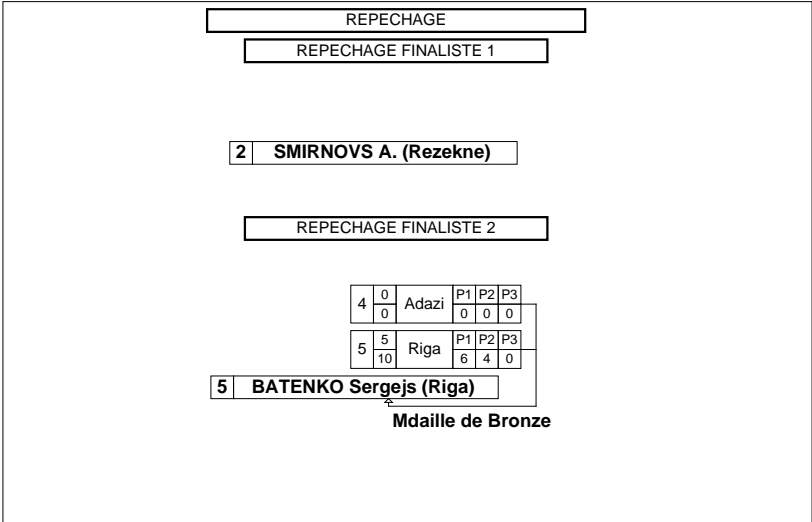 REPECHAGE
REPECHAGE FINALISTE 1
2 SMIRNOVS A. (Rezekne)
REPECHAGE FINALISTE 2
4 0 Adazi P1 P2 P3
0 0 0 0
5 5 Riga P1 P2 P3
10 6 4 0
5 BATENKO Sergejs (Riga)
Mdaille de Bronze